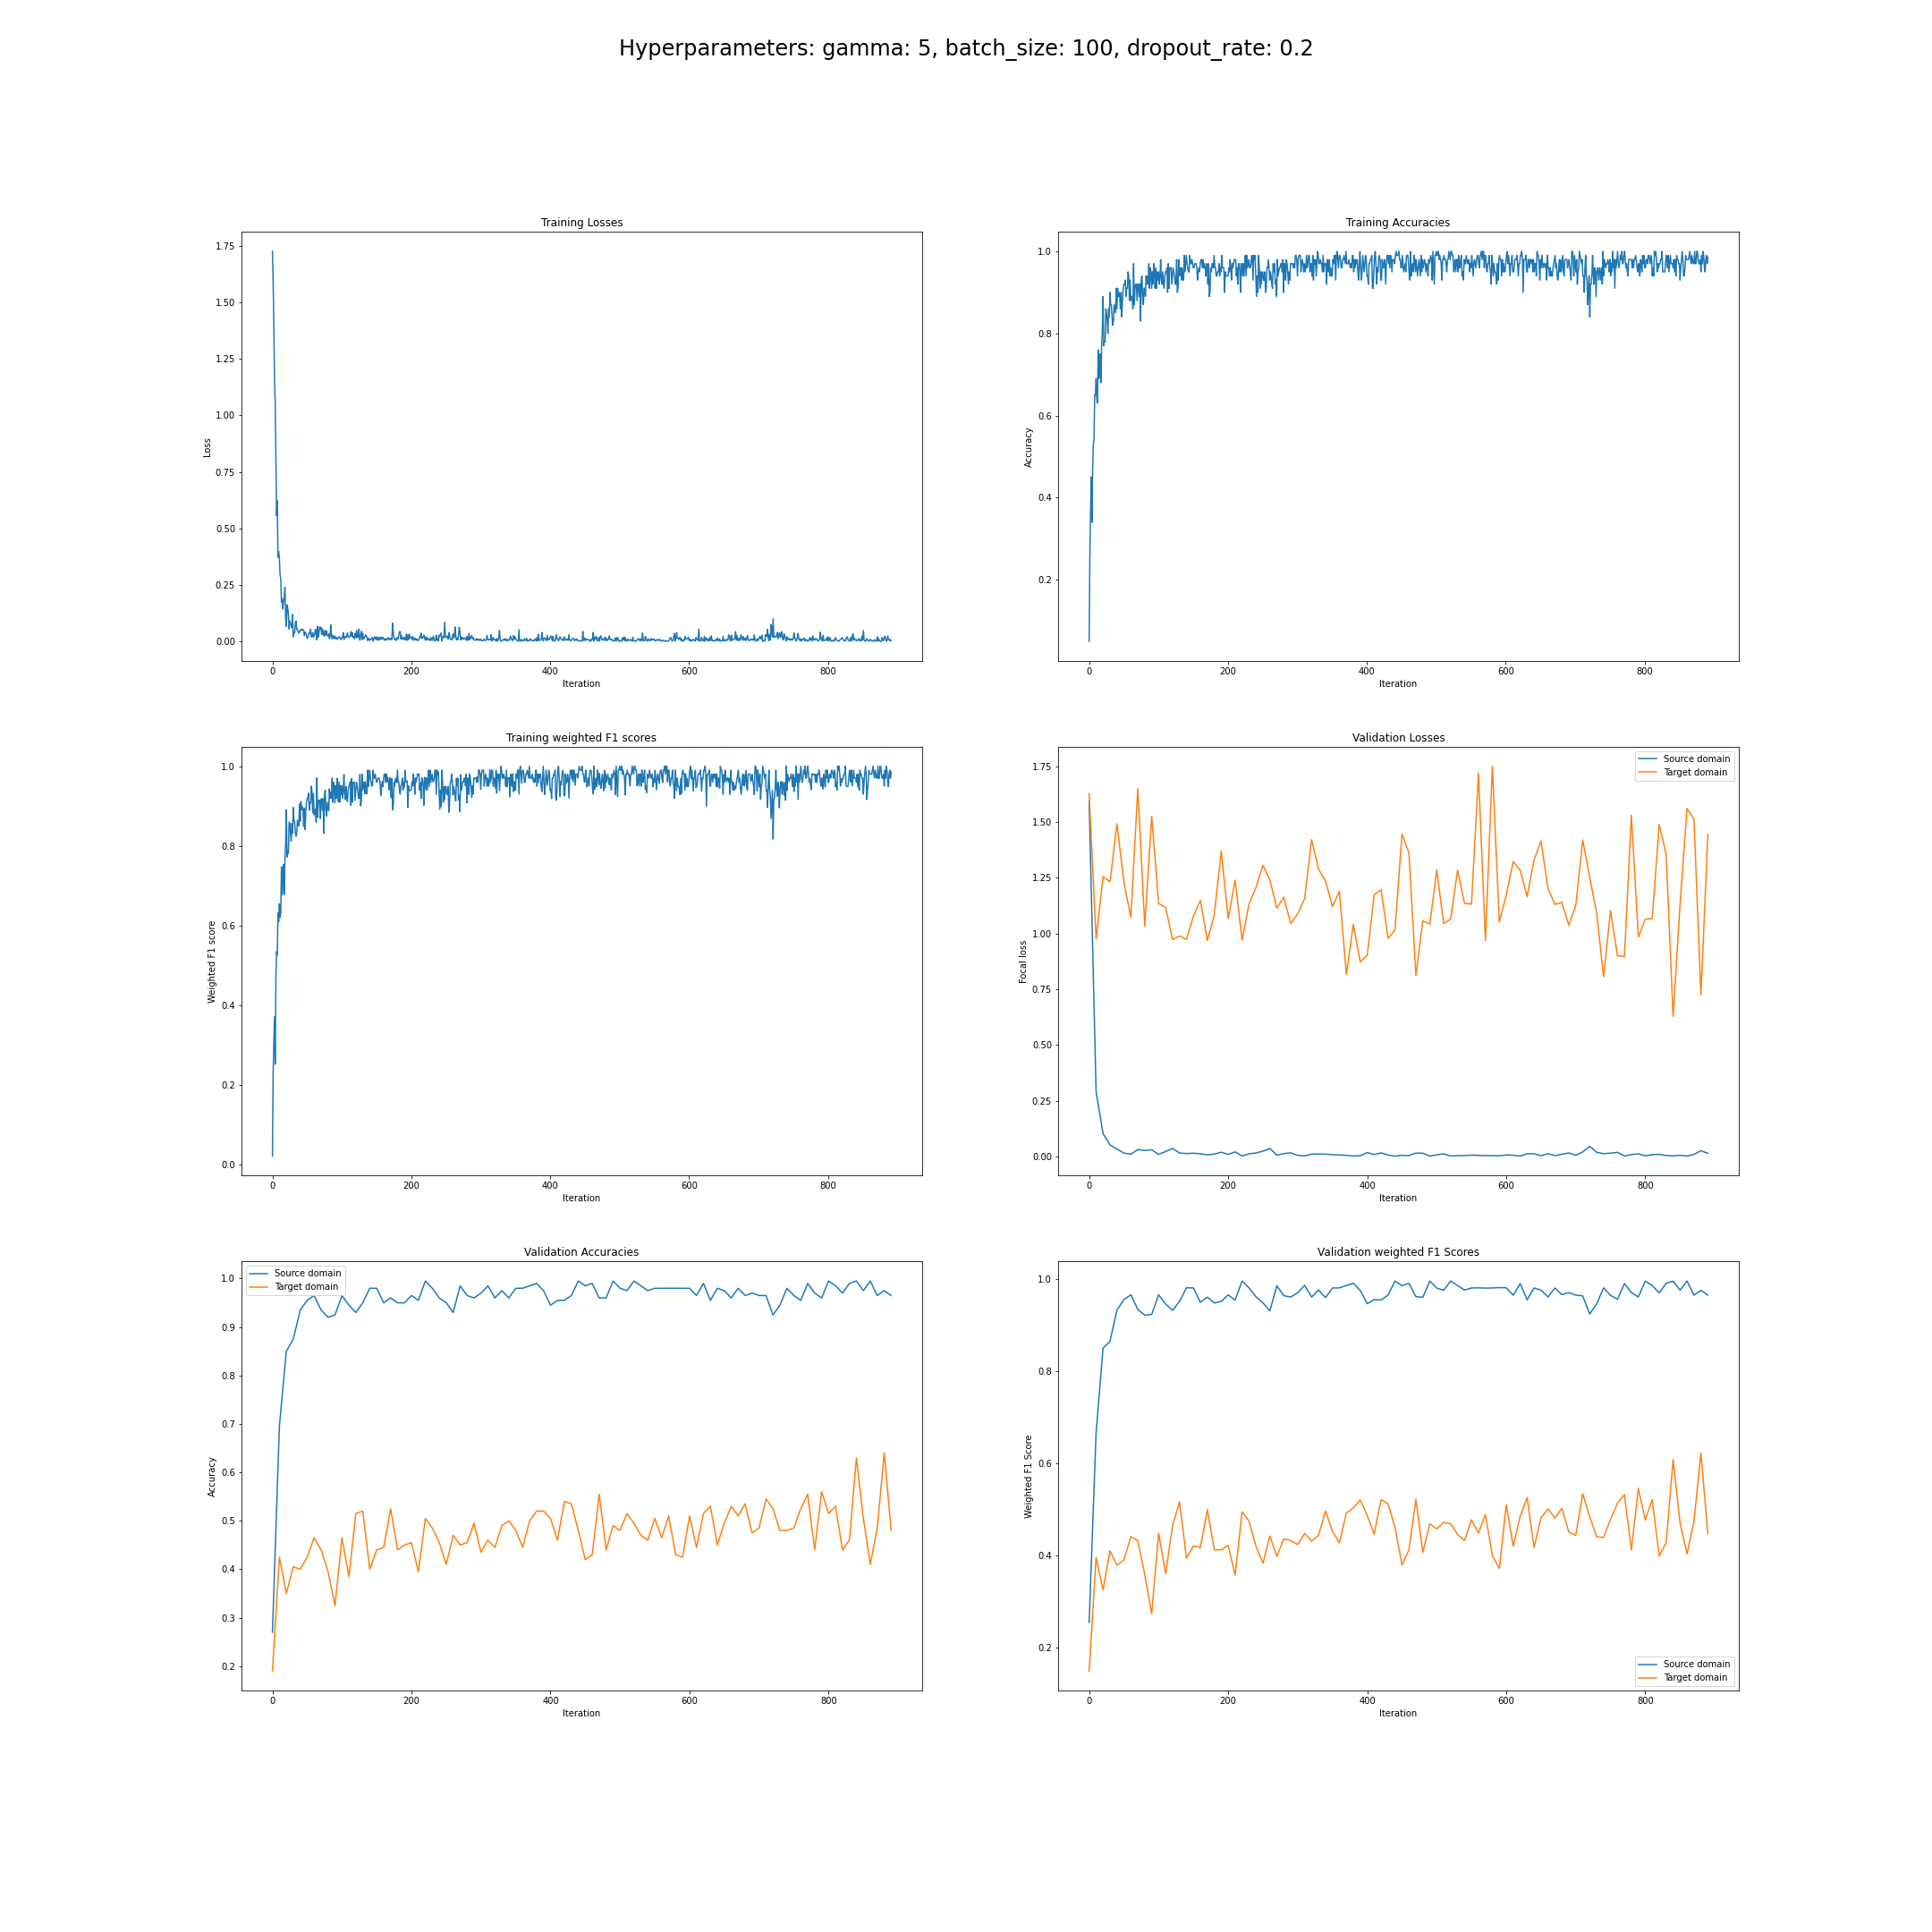 Hyperparameters: gamma: 5, batch_size: 100, dropout_rate: 0.2
Training Losses
1.75
1.50
1.25
1.00
0.75
0.50
0.25
0.00
Loss
0
200
400
600
800
Iteration
Training Accuracies
1.0
0.8
0.6
0.4
0.2
Accuracy
0
200
400
600
800
Iteration
Training weighted F1 scores
1.0
0.8
0.6
0.4
0.2
0.0
Weighted F1 score
0
200
400
600
800
Iteration
Validation Losses
Source domain
Target domain
1.75
1.50
1.25
1.00
0.75
0.50
0.25
0.00
Focal loss
0
200
400
600
800
Iteration
Validation Accuracies
Source domain
Target domain
1.0
0.9
0.8
0.7
0.6
0.5
0.4
0.3
0.2
Accuracy
0
200
400
600
800
Iteration
Validation weighted F1 Scores
1.0
0.8
0.6
0.4
0.2
Weighted F1 Score
Source domain
Target domain
0
200
400
600
800
Iteration